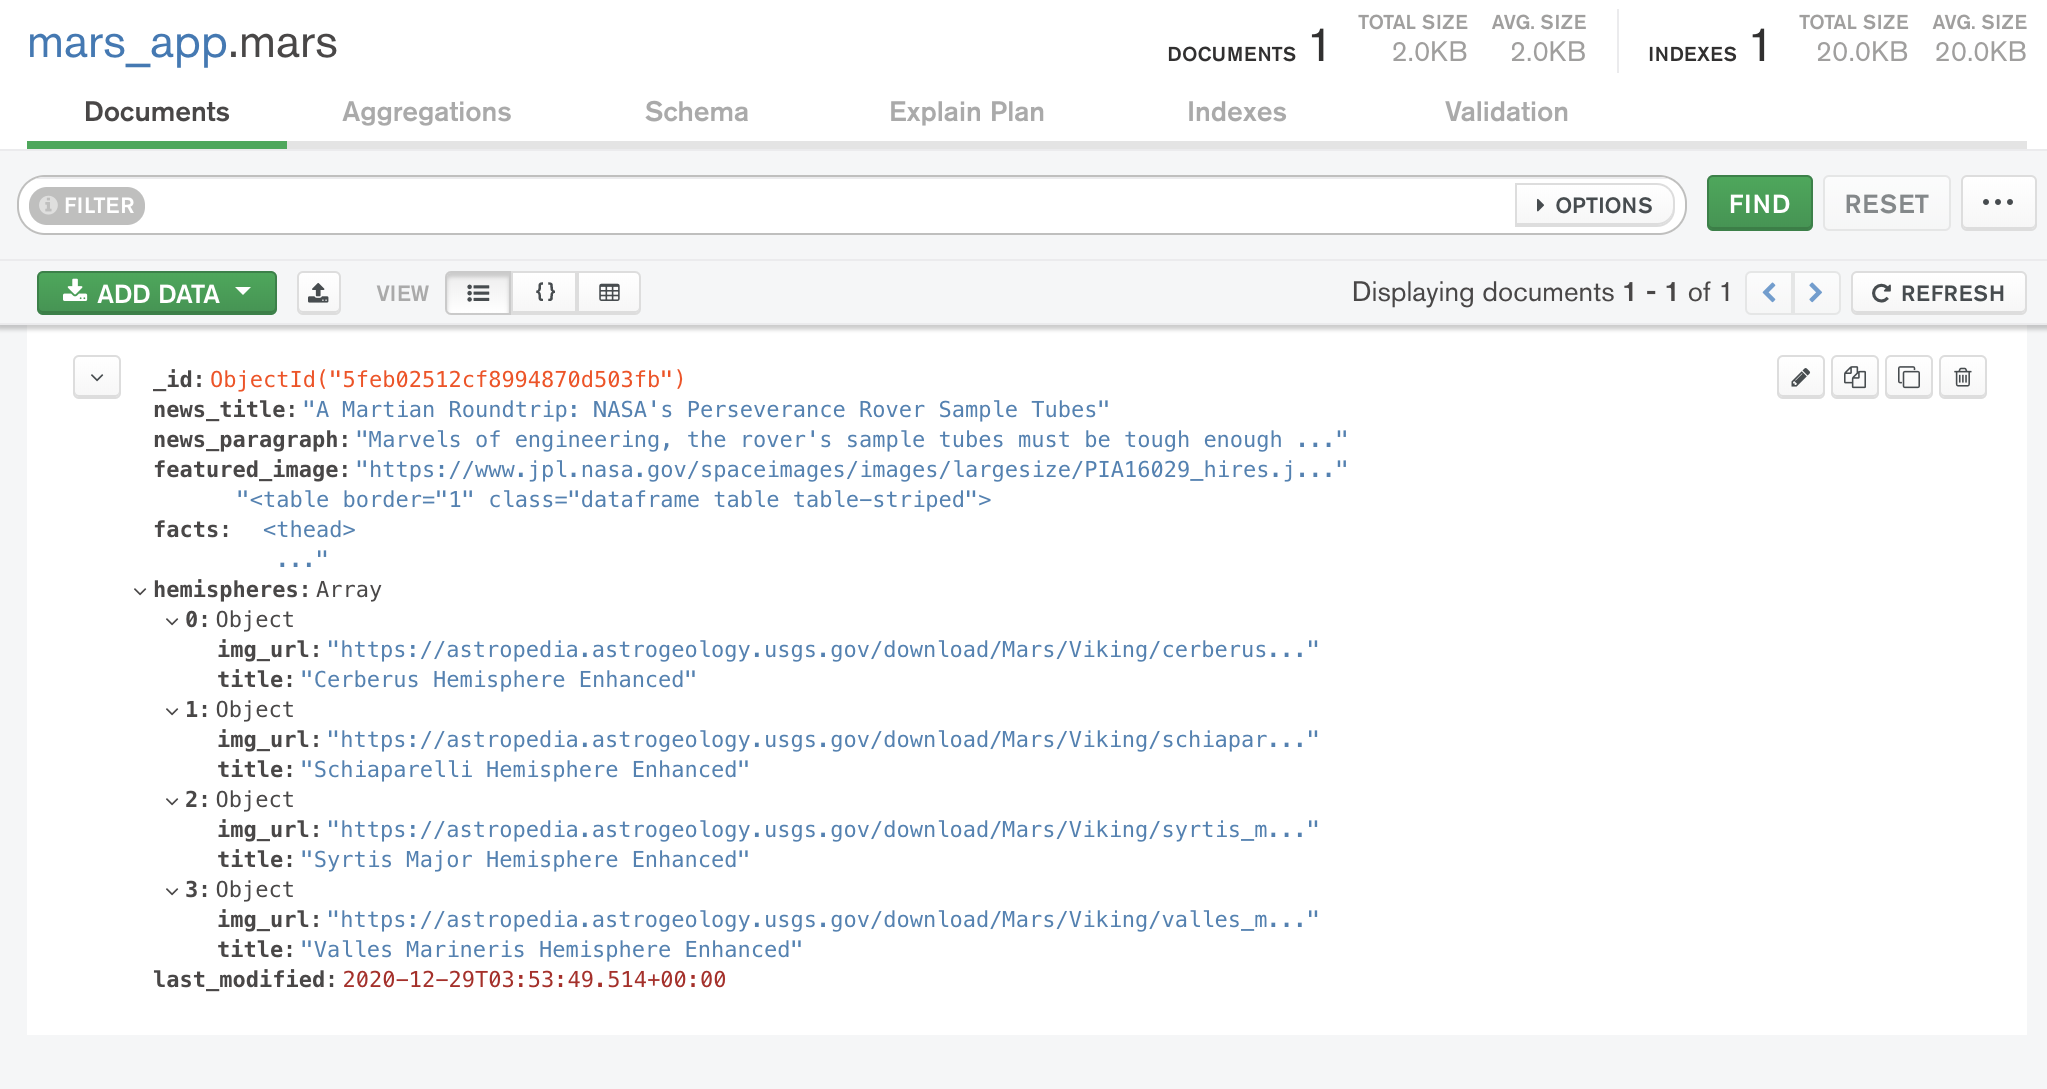 mars_app.mars
DOCUMENTS 1 TOTAL SIZE 2.0KB AVG. SIZE 2.0KB INDEXES 1 TOTAL SIZE 20.0KB AVG. SIZE 20.0KB
Documents Aggregations Schema Explain Plan Indexes Validation
FILTER OPTIONS FIND RESET ...
ADD DATA VIEW {} Displaying documents 1 - 1 of 1 REFRESH
_id: ObjectId("5feb02512cf8994870d503fb")
news_title: "A Martian Roundtrip: NASA's Perseverance Rover Sample Tubes"
news_paragraph: "Marvels of engineering, the rover's sample tubes must be tough enough ..."
featured_image: "https://www.jpl.nasa.gov/spaceimages/images/largesize/PIA16029_hires.j..."
"<table border="1" class="dataframe table table-striped">
facts: <thead>
..."
hemispheres: Array
0: Object
img_url: "https://astropedia.astrogeology.usgs.gov/download/Mars/Viking/cerberus..."
title: "Cerberus Hemisphere Enhanced"
1: Object
img_url: "https://astropedia.astrogeology.usgs.gov/download/Mars/Viking/schiapar..."
title: "Schiaparelli Hemisphere Enhanced"
2: Object
img_url: "https://astropedia.astrogeology.usgs.gov/download/Mars/Viking/syrtis_m..."
title: "Syrtis Major Hemisphere Enhanced"
3: Object
img_url: "https://astropedia.astrogeology.usgs.gov/download/Mars/Viking/valles_m..."
title: "Valles Marineris Hemisphere Enhanced"
last_modified: 2020-12-29T03:53:49.514+00:00